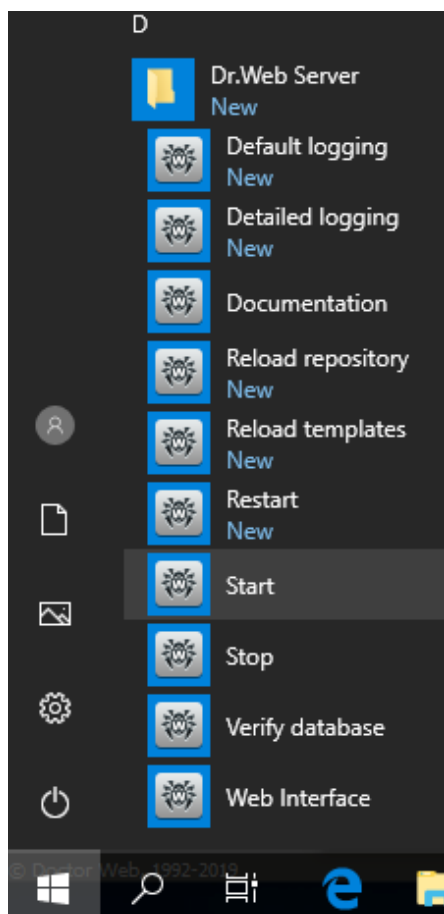 D
Dr.Web Server
New
Default logging
New
Detailed logging
New
Documentation
Reload repository
New
Reload templates
New
Restart
New
Start
Stop
Verify database
Web Interface
© Doctor Web, 1992-2019